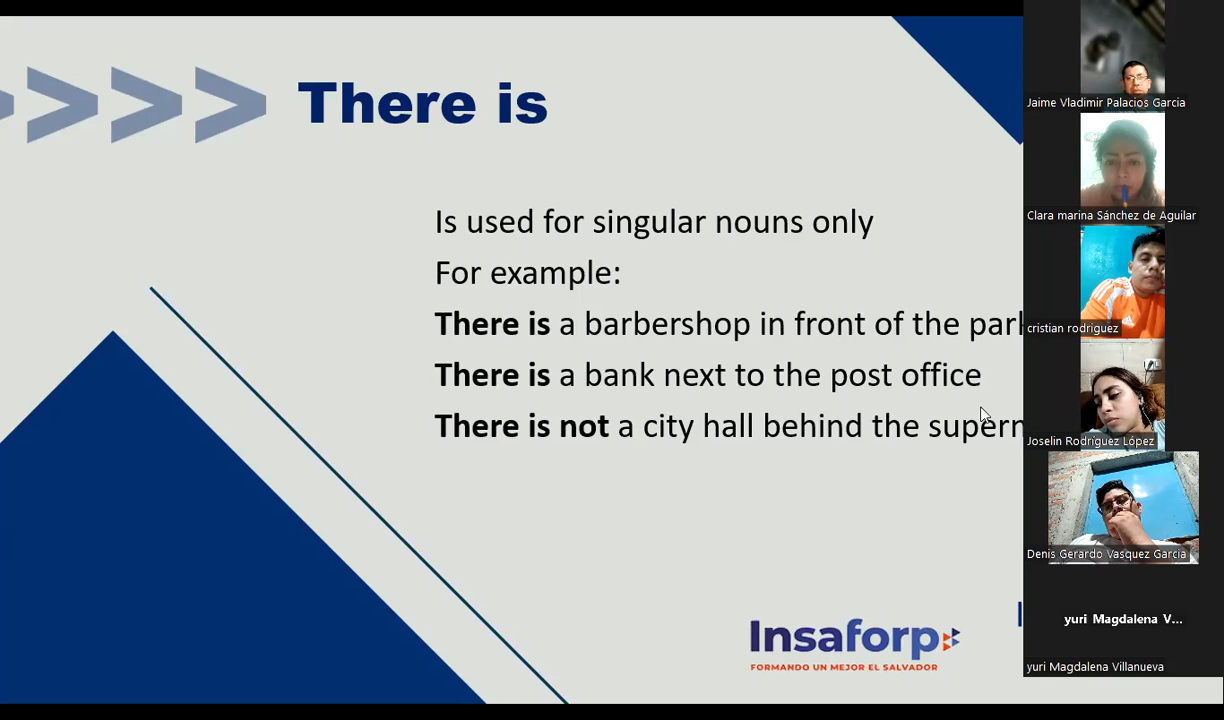 There is
Is used for singular nouns only
For example:
There is a barbershop in front of the
There is a bank next to the post office
There is not a city hall behind the
Insaforp
FORMANDO UN MEJOR EL SALVADOR
Jaime Vladimir Palacios Garcia
Clara marina Sánchez de Aguilar
cristian rodriguez
Joselin Rodríguez López
Denis Gerardo Vasquez Garcia
yuri Magdalena V...
yuri Magdalena Villanueva